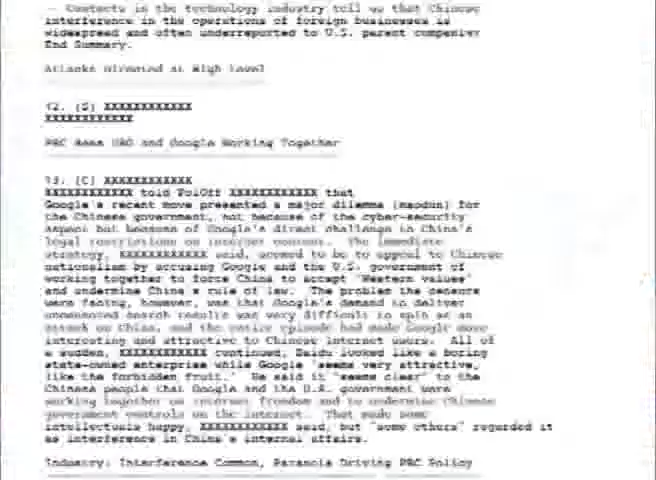 -- Contacts in the technology industry tell us that Chinese
interference in the operations of foreign businesses is
widespread and often underreported to U.S. parent companies.
End Summary.
Attacks Directed at High Level
¶2. (S) XXXXXXXXXXXX
XXXXXXXXXXXX
PRC Sees USG and Google Working Together
¶3. (C) XXXXXXXXXXXX
XXXXXXXXXXXX told PolOff XXXXXXXXXXXX that
Google's recent move presented a major dilemma (maodun) for
the Chinese government, not because of the cyber-security
aspect but because of Google's direct challenge to China's
legal restrictions on internet content. The immediate
strategy, XXXXXXXXXXXX said, seemed to be to appeal to Chinese
nationalism by accusing Google and the U.S. government of
working together to force China to accept "Western values"
and undermine China's rule of law. The problem the censors
were facing, however, was that Google's demand to deliver
uncensored search results was very difficult to spin as an
attack on China, and the entire episode had made Google more
interesting and attractive to Chinese Internet users. All of
a sudden, XXXXXXXXXXXX continued, Baidu looked like a boring
state-owned enterprise while Google "seems very attractive,
like the forbidden fruit." He said it "seems clear" to the
Chinese people that Google and the U.S. government were
working together on internet freedom and to undermine Chinese
government controls on the internet. That made some
intellectuals happy, XXXXXXXXXXXX said, but "some others" regarded it
as interference in China's internal affairs.
Industry: Interference Common, Paranoia Driving PRC Policy